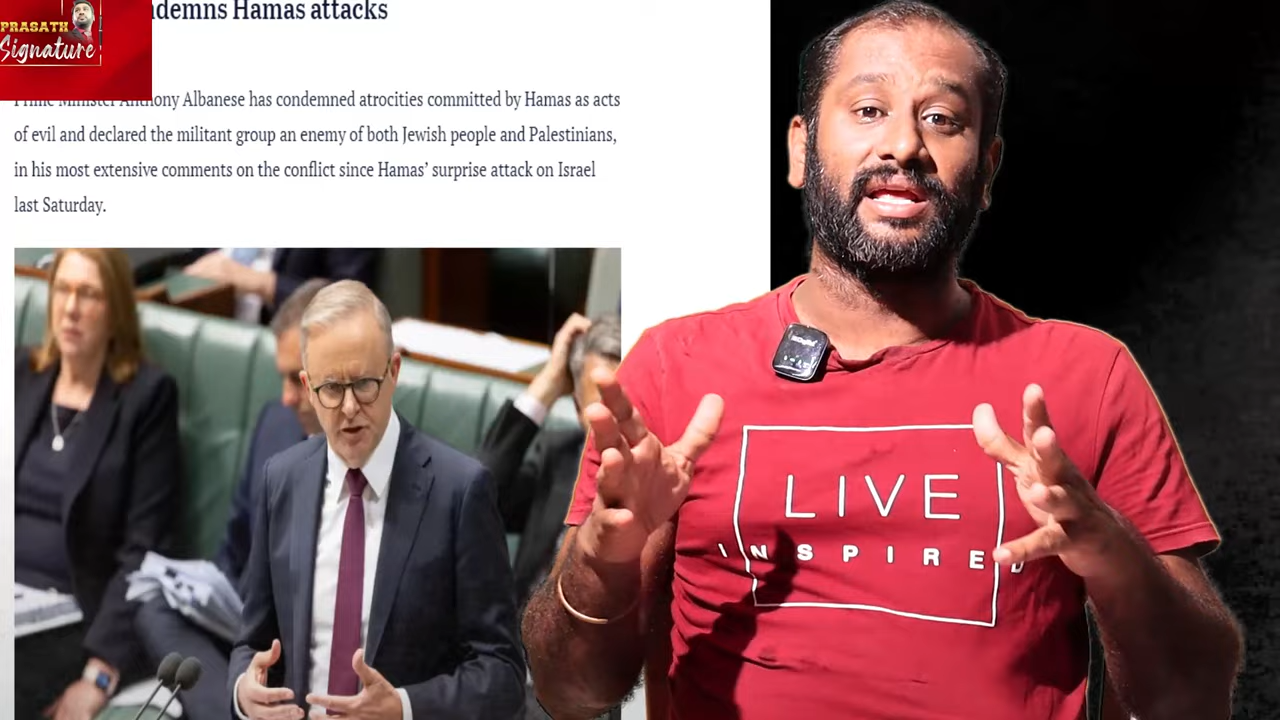 PRASATH
Signature
demns Hamas attacks
Prime Minister Anthony Albanese has condemned atrocities committed by Hamas as acts
of evil and declared the militant group an enemy of both Jewish people and Palestinians,
in his most extensive comments on the conflict since Hamas’ surprise attack on Israel
last Saturday.
LIVE
INSPIRED